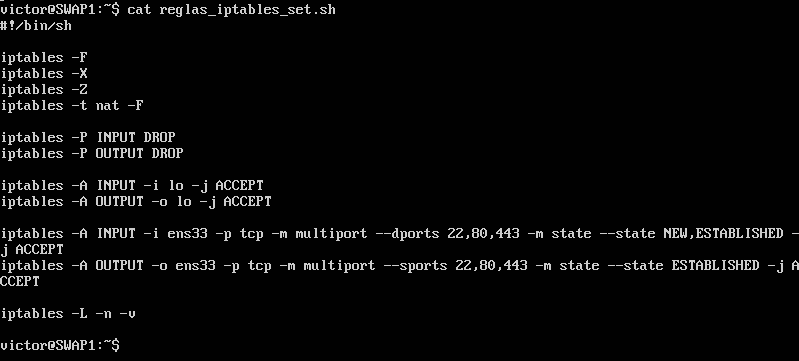 victor@SWAP1:~$ cat reglas_iptables_set.sh
#!/bin/sh
iptables -F
iptables -X
iptables -Z
iptables -t nat -F
iptables -P INPUT DROP
iptables -P OUTPUT DROP
iptables -A INPUT -i lo -j ACCEPT
iptables -A OUTPUT -o lo -j ACCEPT
iptables -A INPUT -i ens33 -p tcp -m multiport --dports 22,80,443 -m state --state NEW,ESTABLISHED -
j ACCEPT
iptables -A OUTPUT -o ens33 -p tcp -m multiport --sports 22,80,443 -m state --state ESTABLISHED -j A
CCEPT
iptables -L -n -v
victor@SWAP1:~$